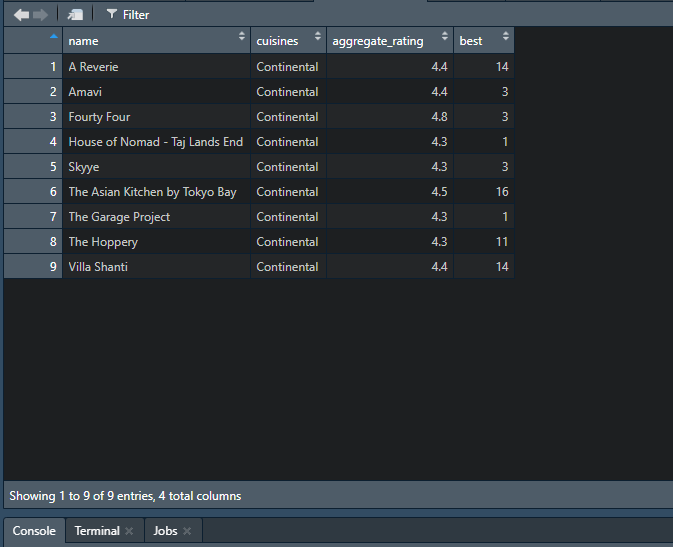 Filter
name cuisines aggregate_rating best
1 A Reverie Continental 4.4 14
2 Amavi Continental 4.4 3
3 Fourty Four Continental 4.8 3
4 House of Nomad - Taj Lands End Continental 4.3 1
5 Skyye Continental 4.3 3
6 The Asian Kitchen by Tokyo Bay Continental 4.5 16
7 The Garage Project Continental 4.3 1
8 The Hoppery Continental 4.3 11
9 Villa Shanti Continental 4.4 14
Showing 1 to 9 of 9 entries, 4 total columns
Console Terminal Jobs